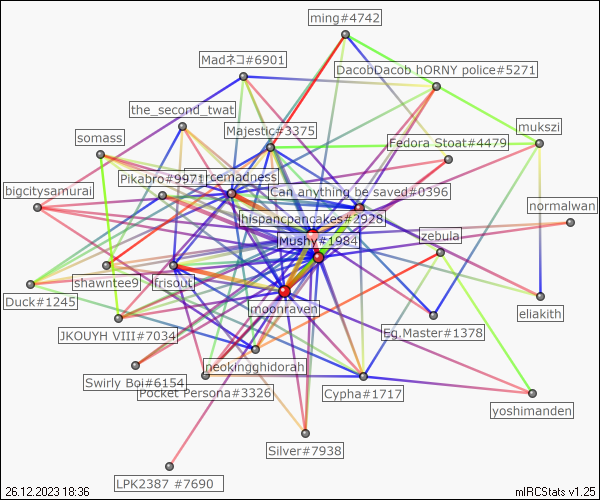 ming#4742
Madネコ#6901
DacobDacob hORNY police#5271
the_second_twat
mukszi
Majestic#3375
somass
Fedora Stoat#4479
Pikabro#9971
rcemadness
bigcitysamurai
Can anything be saved#0396
normalwan
hispancpancakes#2928
zebula
Mushy#1984
shawntee9
frisout
Duck#1245
moonraven
eliakith
JKOUYH VIII#7034
Eg,Master#1378
neokingghidorah
Swirly Boi#6154
Pocket Persona#3326
Cypha#1717
yoshimanden
Silver#7938
LPK2387 #7690
26.12.2023 18:36
mIRCStats v1.25